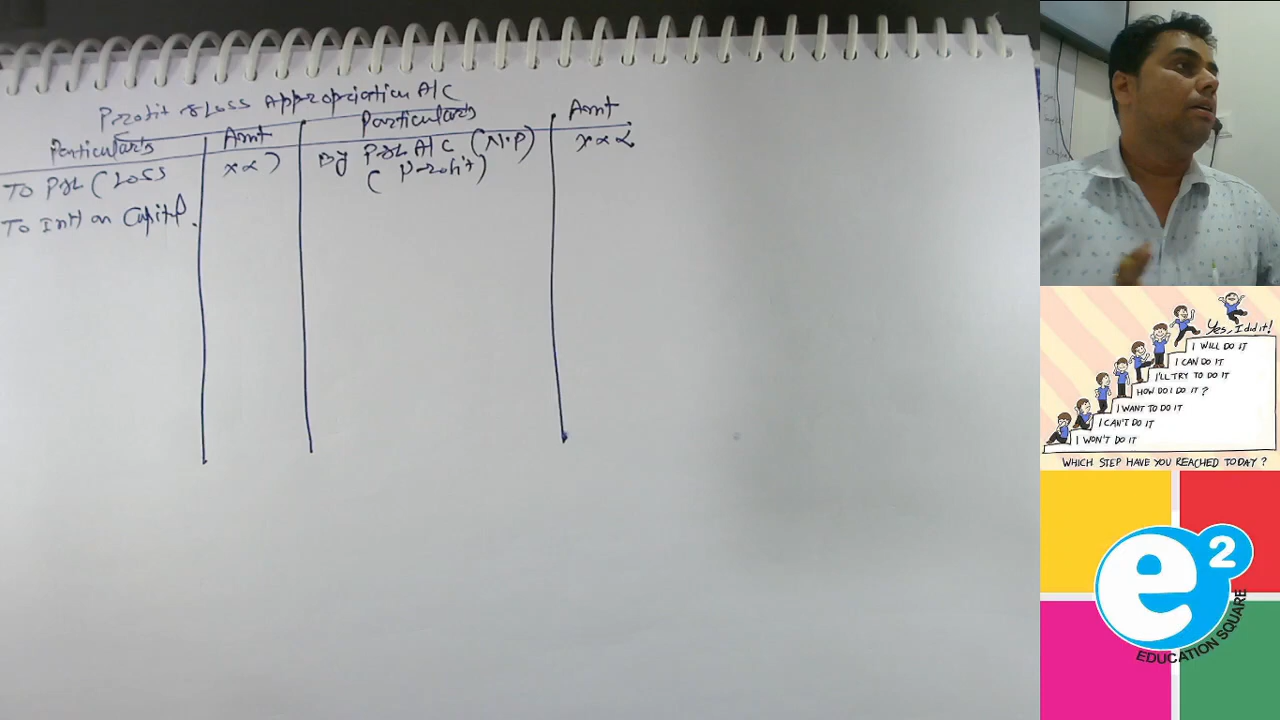 Profit & Loss Appropriation A/C
Particulars Amt Particulars Amt
To P&L (Loss xx) By P&L A/C (N.P) xxx
(Profit)
To Int on Capital.
Yes, I did it!
I WILL DO IT
I CAN DO IT
I'LL TRY TO DO IT
HOW DO I DO IT?
I WANT TO DO IT
I CAN'T DO IT
I WON'T DO IT
WHICH STEP HAVE YOU REACHED TODAY?
e2
EDUCATION SQUARE